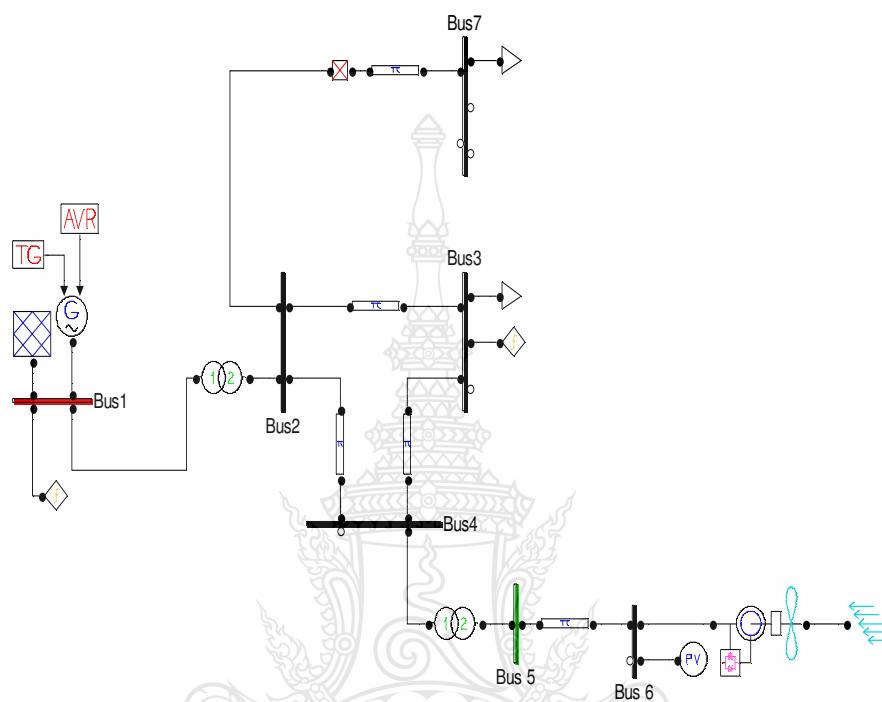 Bus7
π
AVR
TG
Bus3
G
~
π
f
1 2
Bus1
Bus2
π
π
f
Bus4
1 2
π
PV
Bus 5
Bus 6